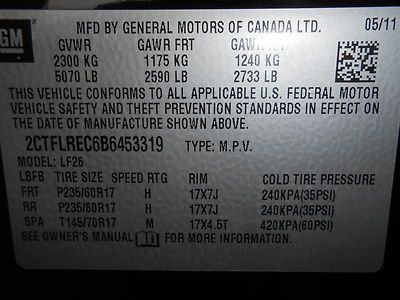 GM
MFD BY GENERAL MOTORS OF CANADA LTD. 05/11
GVWR GAWR FRT GAWR
2300 KG 1175 KG 1240 KG
5070 LB 2590 LB 2733 LB
THIS VEHICLE CONFORMS TO ALL APPLICABLE U.S. FEDERAL MOTOR
VEHICLE SAFETY AND THEFT PREVENTION STANDARDS IN EFFECT ON
THE DATE OF MANUFACTURE SHOWN ABOVE.
2CTFLREC6B6453319 TYPE: M.P.V.
MODEL: LF26
LBFB TIRE SIZE SPEED RTG RIM COLD TIRE PRESSURE
FRT P235/60R17 H 17X7J 240KPA(35PSI)
RR P235/60R17 H 17X7J 240KPA(35PSI)
SPA T145/70R17 M 17X4.5T 420KPA(60PSI)
SEE OWNER'S MANUAL FOR MORE INFORMATION.